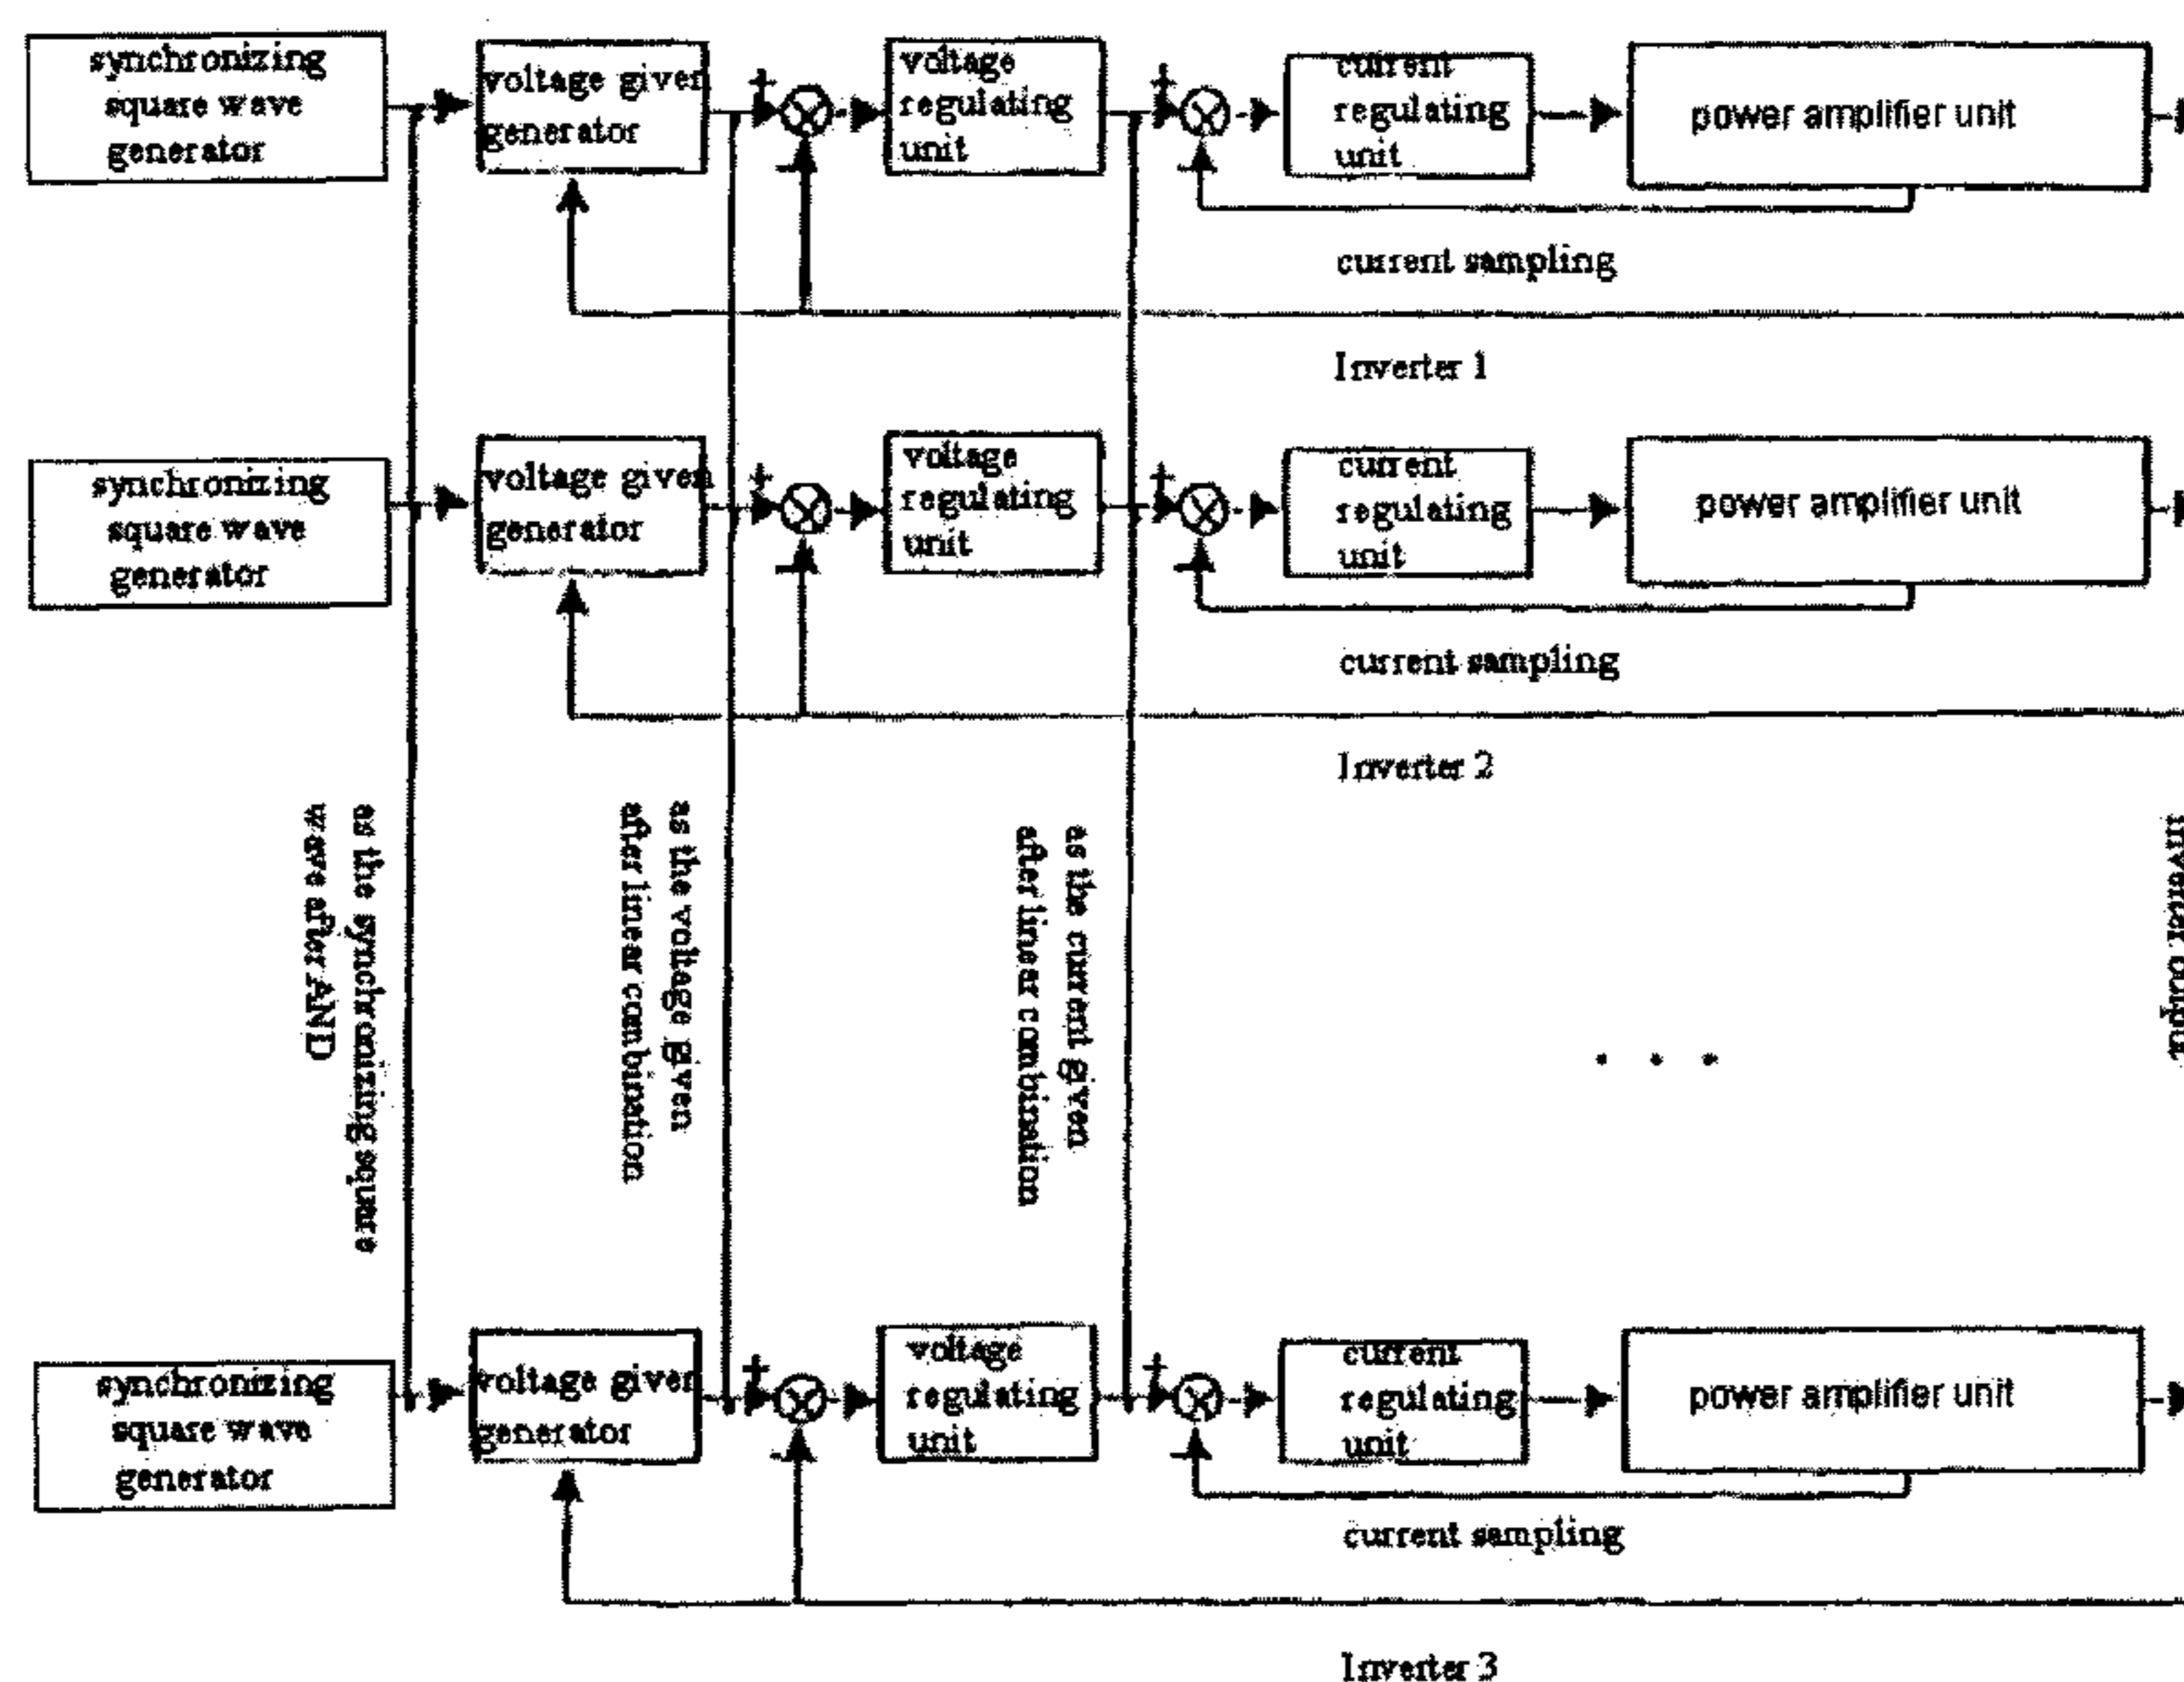 synchronizing
square wave
generator
voltage given
generator
+
-
voltage
regulating
unit
+
-
current
regulating
unit
power amplifier unit
current sampling
Inverter 1
synchronizing
square wave
generator
voltage given
generator
+
-
voltage
regulating
unit
+
-
current
regulating
unit
power amplifier unit
current sampling
Inverter 2
as the synchronizing square
wave after AND
as the voltage given
after linear combination
as the current given
after linear combination
. . .
inverter output
synchronizing
square wave
generator
voltage given
generator
+
-
voltage
regulating
unit
+
-
current
regulating
unit
power amplifier unit
current sampling
Inverter 3